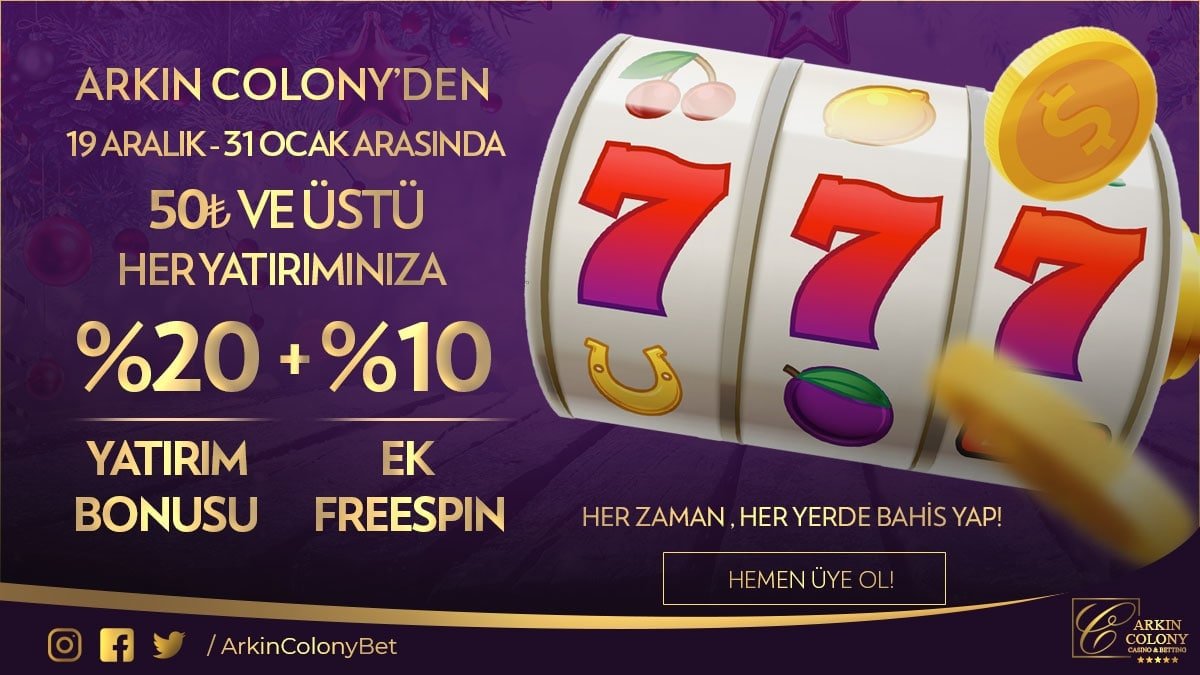 ARKIN COLONY'DEN
19 ARALIK - 31 OCAK ARASINDA
50₺ VE ÜSTÜ
HER YATIRIMINIZA
%20 + %10
YATIRIM
BONUSU
EK
FREESPIN
HER ZAMAN , HER YERDE BAHİS YAP!
HEMEN ÜYE OL!
/ ArkinColonyBet
ARKIN
COLONY
CASINO & BETTING